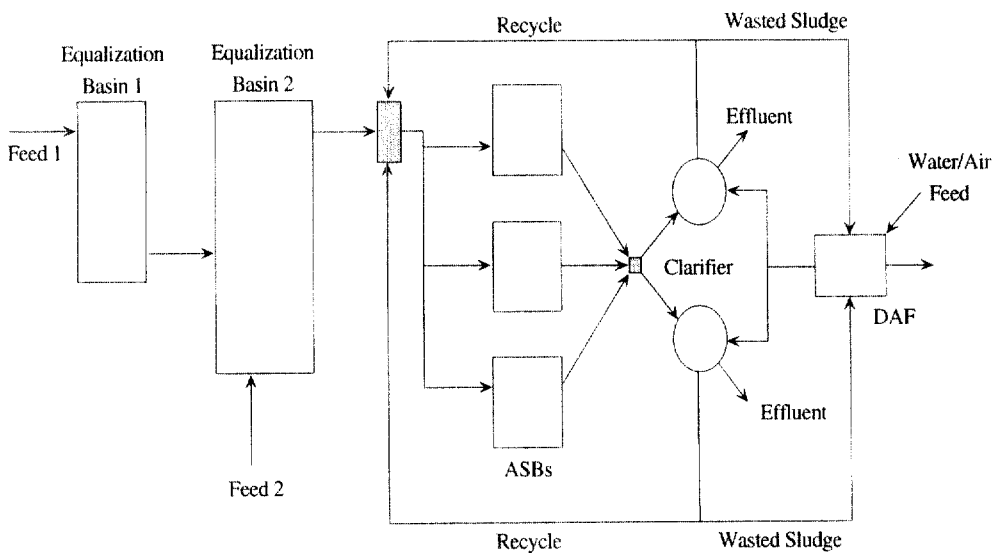 Recycle
Wasted Sludge
Equalization
Basin 1
Equalization
Basin 2
Effluent
Feed 1
Water/Air
Feed
Clarifier
DAF
Effluent
ASBs
Feed 2
Recycle
Wasted Sludge